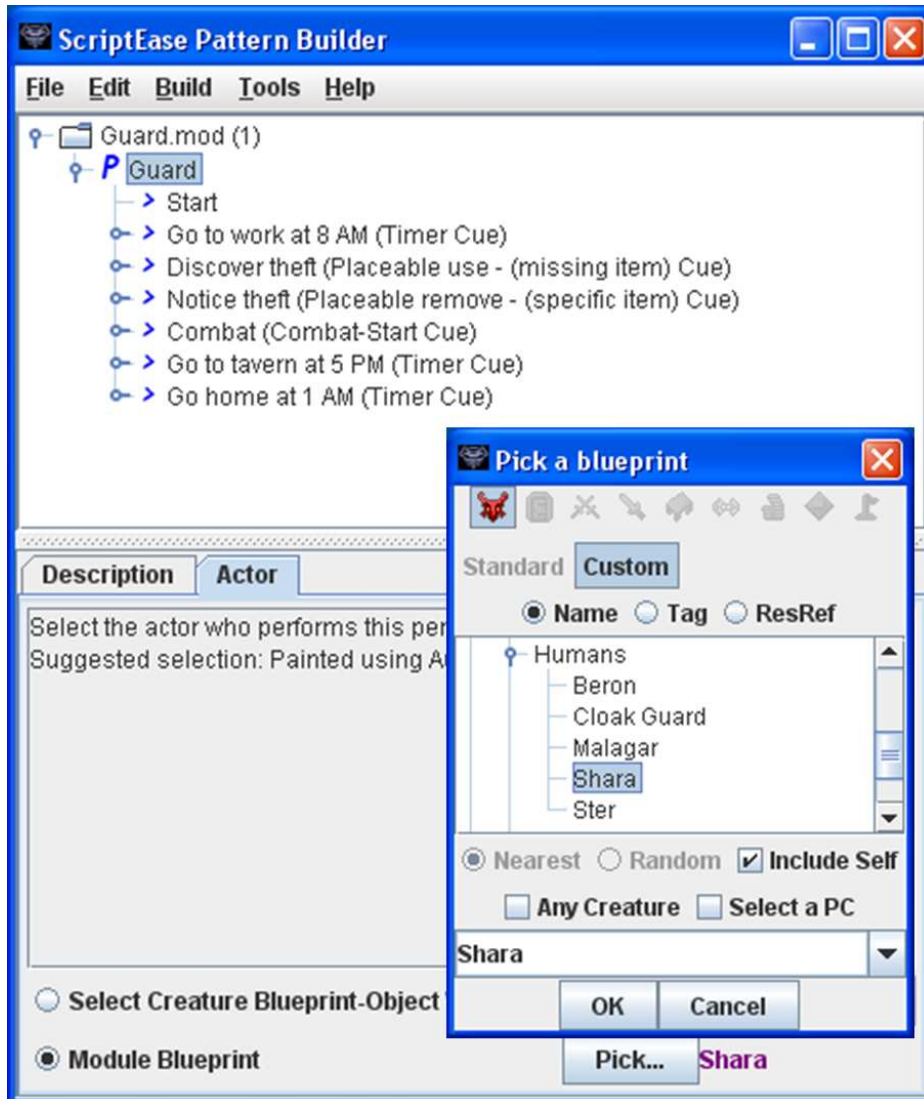 ScriptEase Pattern Builder
File Edit Build Tools Help
Guard.mod (1)
P Guard
Start
Go to work at 8 AM (Timer Cue)
Discover theft (Placeable use - (missing item) Cue)
Notice theft (Placeable remove - (specific item) Cue)
Combat (Combat-Start Cue)
Go to tavern at 5 PM (Timer Cue)
Go home at 1 AM (Timer Cue)
Description Actor
Select the actor who performs this per
Suggested selection: Painted using A
Select Creature Blueprint-Object
Module Blueprint Pick... Shara
Pick a blueprint
Standard Custom
Name Tag ResRef
Humans
Beron
Cloak Guard
Malagar
Shara
Ster
Nearest Random Include Self
Any Creature Select a PC
Shara
OK Cancel